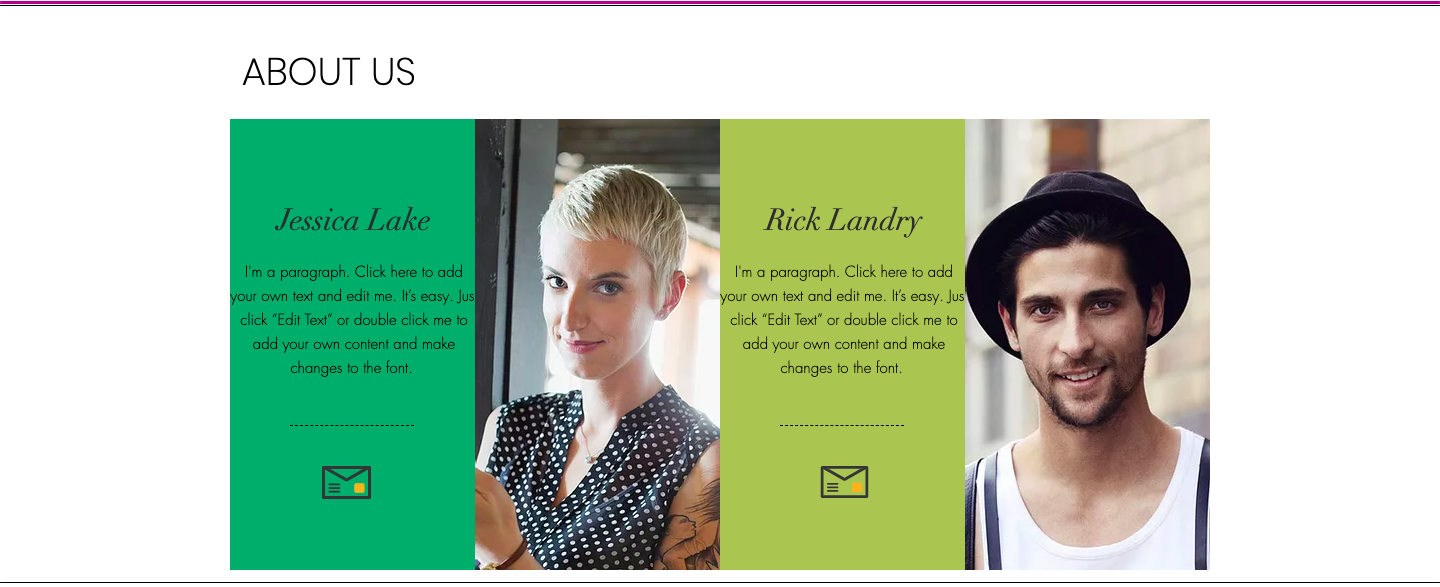 ABOUT US
Jessica Lake
I'm a paragraph. Click here to add
your own text and edit me. It’s easy. Jus
click “Edit Text” or double click me to
add your own content and make
changes to the font.
Rick Landry
I'm a paragraph. Click here to add
your own text and edit me. It’s easy. Jus
click “Edit Text” or double click me to
add your own content and make
changes to the font.